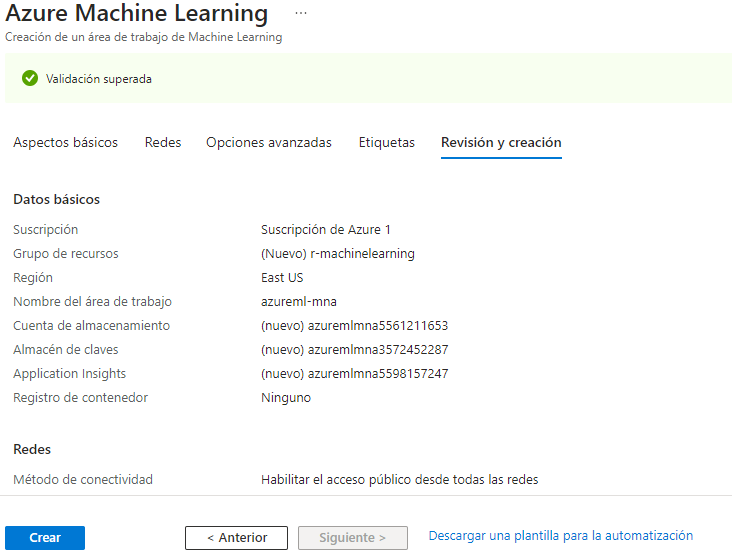 Azure Machine Learning ...
Creación de un área de trabajo de Machine Learning
Validación superada
Aspectos básicos Redes Opciones avanzadas Etiquetas Revisión y creación
Datos básicos
Suscripción Suscripción de Azure 1
Grupo de recursos (Nuevo) r-machinelearning
Región East US
Nombre del área de trabajo azureml-mna
Cuenta de almacenamiento (nuevo) azuremlmna5561211653
Almacén de claves (nuevo) azuremlmna3572452287
Application Insights (nuevo) azuremlmna5598157247
Registro de contenedor Ninguno
Redes
Método de conectividad Habilitar el acceso público desde todas las redes
Crear < Anterior Siguiente > Descargar una plantilla para la automatización